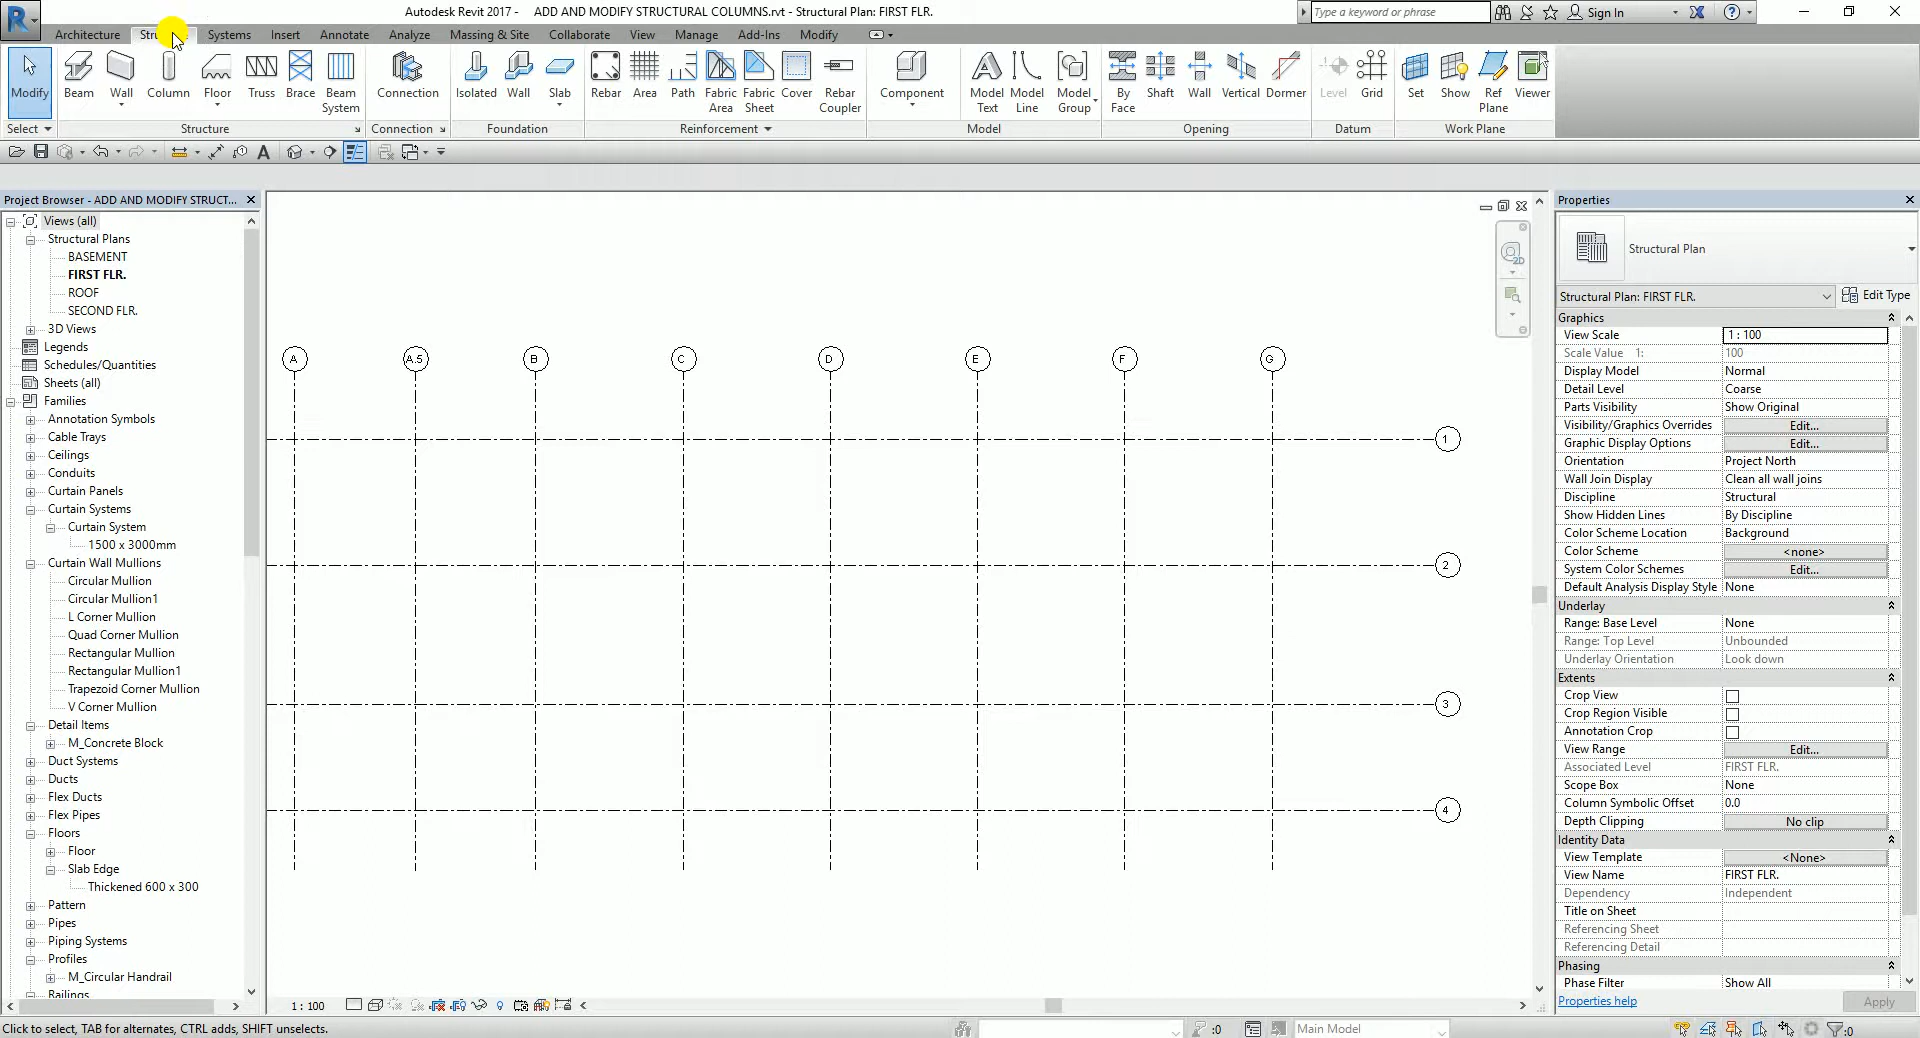 Autodesk Revit 2017 - ADD AND MODIFY STRUCTURAL COLUMNS.rvt - Structural Plan: FIRST FLR.
Type a keyword or phrase
Sign In
Architecture Systems Insert Annotate Analyze Massing & Site Collaborate View Manage Add-Ins Modify
Modify Beam Wall Column Floor Truss Brace Beam System Connection Isolated Wall Slab Rebar Area Path Fabric Area Fabric Sheet Cover Rebar Coupler Component Model Text Model Line Model Group By Face Shaft Wall Vertical Dormer Level Grid Set Show Ref Plane Viewer
Select Structure Connection Foundation Reinforcement Model Opening Datum Work Plane
Project Browser - ADD AND MODIFY STRUCT...
Views (all)
Structural Plans
BASEMENT
FIRST FLR.
ROOF
SECOND FLR.
3D Views
Legends
Schedules/Quantities
Sheets (all)
Families
Annotation Symbols
Cable Trays
Ceilings
Conduits
Curtain Panels
Curtain Systems
Curtain System
1500 x 3000mm
Curtain Wall Mullions
Circular Mullion
Circular Mullion1
L Corner Mullion
Quad Corner Mullion
Rectangular Mullion
Rectangular Mullion1
Trapezoid Corner Mullion
V Corner Mullion
Detail Items
M_Concrete Block
Duct Systems
Ducts
Flex Ducts
Flex Pipes
Floors
Floor
Slab Edge
Thickened 600 x 300
Pattern
Pipes
Piping Systems
Profiles
M_Circular Handrail
Railings
A A.5 B C D E F G
1
2
3
4
2D
Properties
Structural Plan
Structural Plan: FIRST FLR. Edit Type
Graphics
View Scale 1 : 100
Scale Value 1: 100
Display Model Normal
Detail Level Coarse
Parts Visibility Show Original
Visibility/Graphics Overrides Edit...
Graphic Display Options Edit...
Orientation Project North
Wall Join Display Clean all wall joins
Discipline Structural
Show Hidden Lines By Discipline
Color Scheme Location Background
Color Scheme <none>
System Color Schemes Edit...
Default Analysis Display Style None
Underlay
Range: Base Level None
Range: Top Level Unbounded
Underlay Orientation Look down
Extents
Crop View
Crop Region Visible
Annotation Crop
View Range Edit...
Associated Level FIRST FLR.
Scope Box None
Column Symbolic Offset 0.0
Depth Clipping No clip
Identity Data
View Template <None>
View Name FIRST FLR.
Dependency Independent
Title on Sheet
Referencing Sheet
Referencing Detail
Phasing
Phase Filter Show All
Properties help Apply
1 : 100
Click to select, TAB for alternates, CTRL adds, SHIFT unselects.
:0 Main Model :0